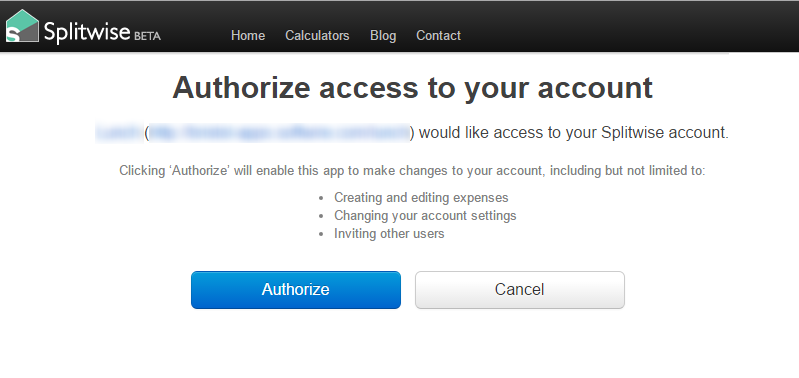 Splitwise BETA
Home Calculators Blog Contact
Authorize access to your account
( ) would like access to your Splitwise account.
Clicking ‘Authorize’ will enable this app to make changes to your account, including but not limited to:
• Creating and editing expenses
• Changing your account settings
• Inviting other users
Authorize Cancel